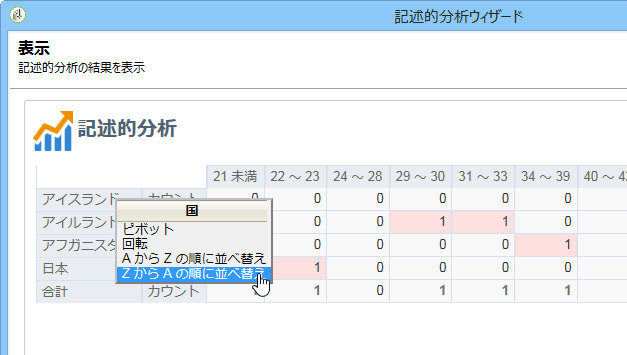 記述的分析ウィザード
表示
記述的分析の結果を表示
記述的分析
21 未満 22 ～ 23 24 ～ 28 29 ～ 30 31 ～ 33 34 ～ 39 40 ～
アイスランド カウント 0 0 0 0 0 0
国
アイルランド 0 0 1 1 0
ピボット
アフガニスタ 0 0 0 0 1
回転
A から Z の順に並べ替え
日本 1 0 0 0 0
Z から A の順に並べ替え
合計 カウント 1 0 1 1 1